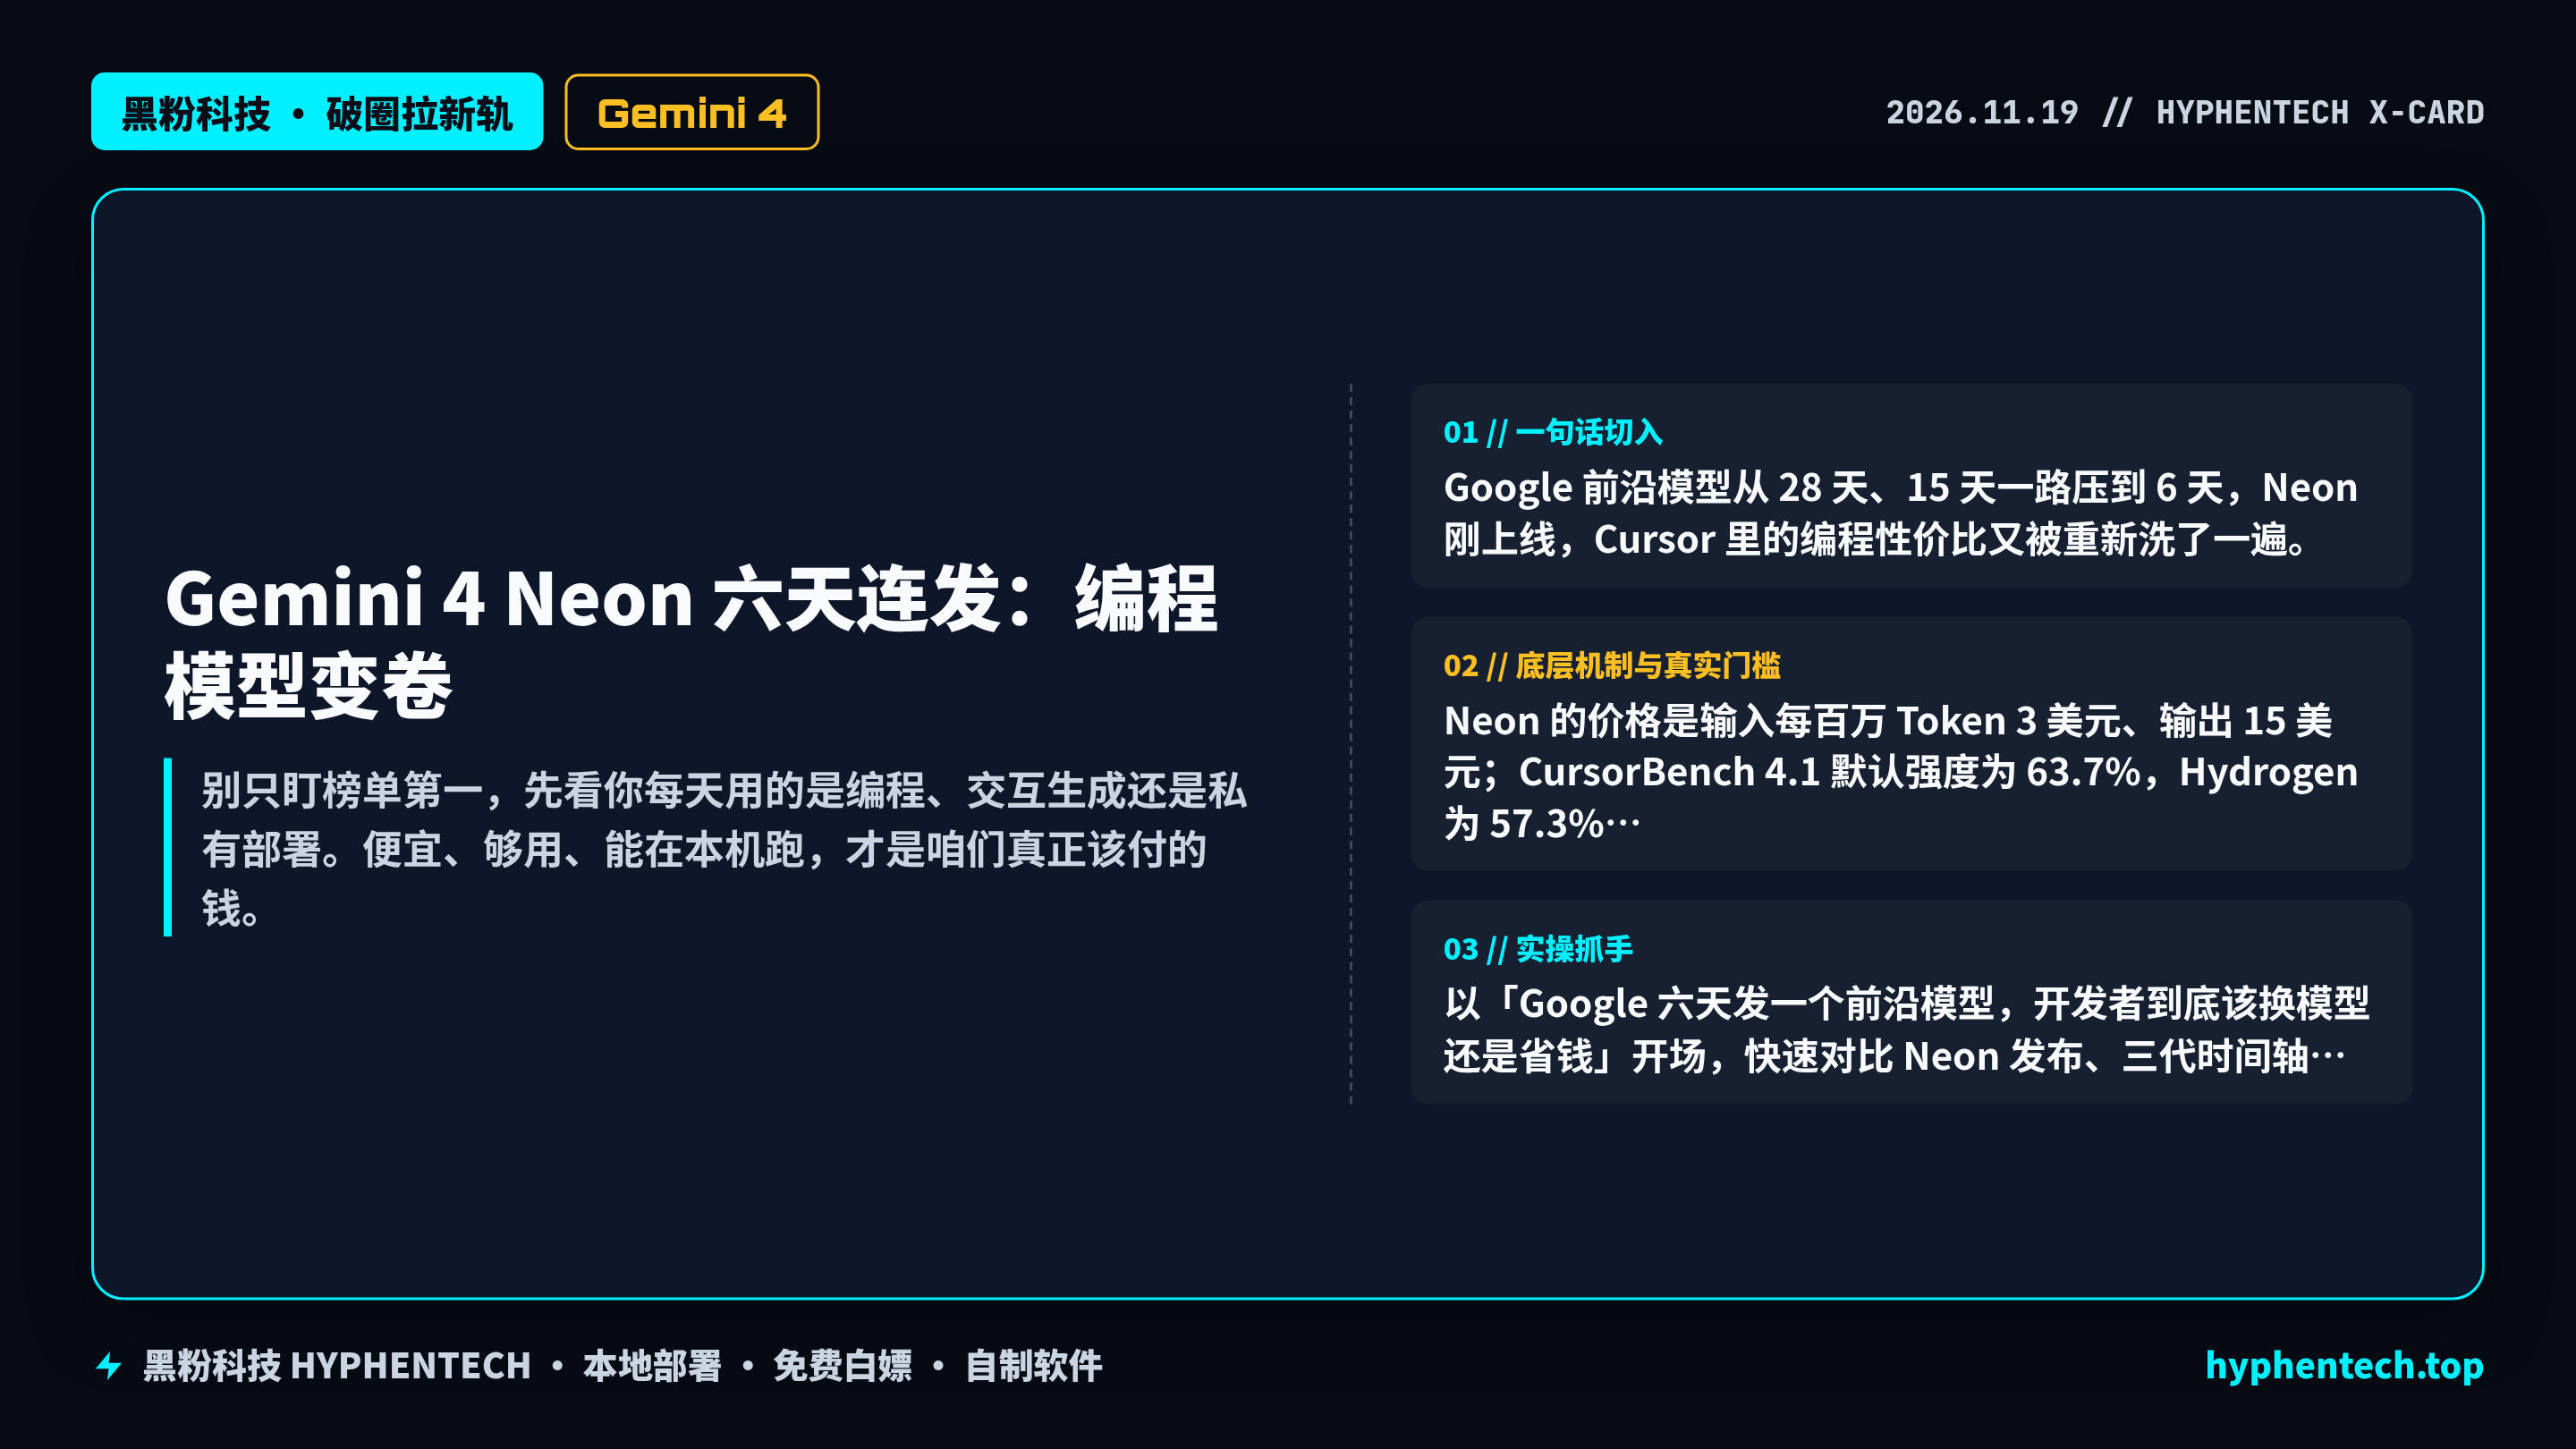 黑粉科技 · 破圈拉新轨
Gemini 4
2026.11.19 // HYPHENTECH X-CARD
Gemini 4 Neon 六天连发：编程
模型变卷
别只盯榜单第一，先看你每天用的是编程、交互生成还是私
有部署。便宜、够用、能在本机跑，才是咱们真正该付的
钱。
01 // 一句话切入
Google 前沿模型从 28 天、15 天一路压到 6 天，Neon
刚上线，Cursor 里的编程性价比又被重新洗了一遍。
02 // 底层机制与真实门槛
Neon 的价格是输入每百万 Token 3 美元、输出 15 美
元；CursorBench 4.1 默认强度为 63.7%，Hydrogen
为 57.3%…
03 // 实操抓手
以「Google 六天发一个前沿模型，开发者到底该换模型
还是省钱」开场，快速对比 Neon 发布、三代时间轴…
黑粉科技 HYPHENTECH · 本地部署 · 免费白嫖 · 自制软件
hyphentech.top